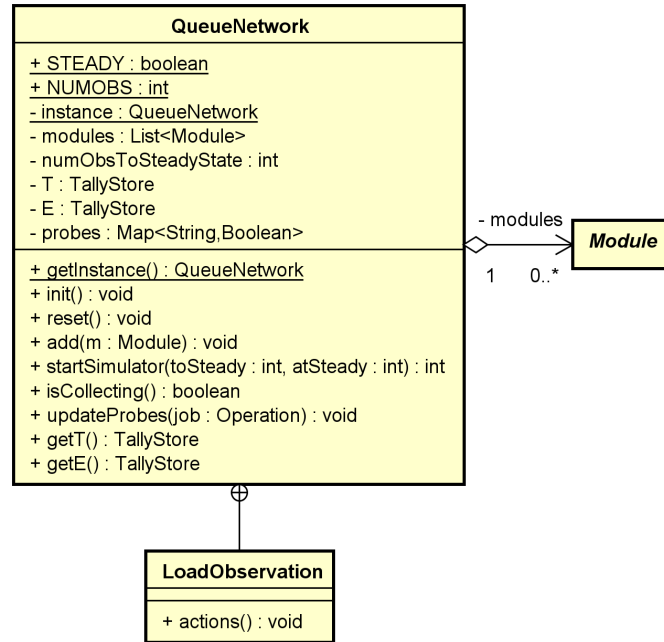 QueueNetwork
+ STEADY : boolean
+ NUMOBS : int
- instance : QueueNetwork
- modules : List<Module>
- numObsToSteadyState : int
- T : TallyStore
- E : TallyStore
- probes : Map<String,Boolean>
+ getInstance() : QueueNetwork
+ init() : void
+ reset() : void
+ add(m : Module) : void
+ startSimulator(toSteady : int, atSteady : int) : int
+ isCollecting() : boolean
+ updateProbes(job : Operation) : void
+ getT() : TallyStore
+ getE() : TallyStore
- modules
1 0..*
Module
LoadObservation
+ actions() : void